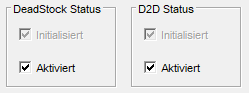 DeadStock Status
D2D Status
Initialisiert
Initialisiert
Aktiviert
Aktiviert